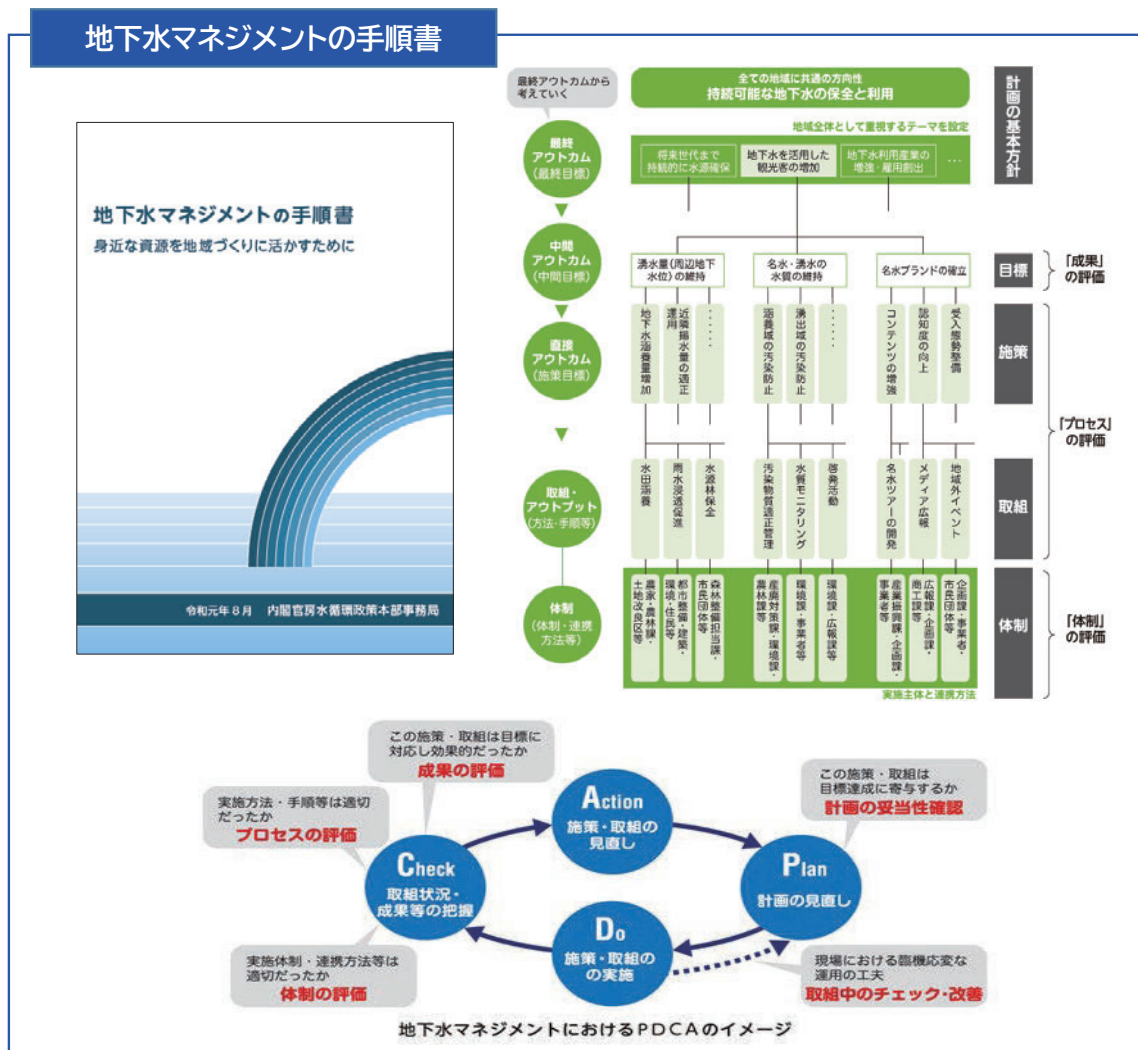 地下水マネジメントの手順書
地下水マネジメントの手順書
身近な資源を地域づくりに活かすために
令和元年8月　内閣官房水循環政策本部事務局
最終アウトカムから
考えていく
最終
アウトカム
(最終目標)
中間
アウトカム
(中間目標)
直接
アウトカム
(施策目標)
取組・
アウトプット
(方法・手順等)
体制
(体制・連携
方法等)
全ての地域に共通の方向性
持続可能な地下水の保全と利用
地域全体として重視するテーマを設定
将来世代まで
持続的に水源確保
地下水を活用した
観光客の増加
地下水利用産業の
増強・雇用創出
…
湧水量(周辺地下
水位)の維持
名水・湧水の
水質の維持
名水ブランドの確立
地下水涵養量増加
近隣揚水量の適正
運用
……
涵養域の汚染防止
湧出域の汚染防止
……
コンテンツの増強
認知度の向上
受入態勢整備
水田涵養
雨水浸透促進
水源林保全
汚染物質適正管理
水質モニタリング
啓発活動
名水ツアーの開発
メディア広報
地域外イベント
農家・農林課・
土地改良区等
都市整備・建築・
環境・住民等
森林整備担当課・
市民団体等
産廃対策課・環境課・
農林課等
環境課・事業者等
環境課・広報課等
産業振興課・企画課・
事業者等
広報課・企画課・
商工課等
企画課・事業者・
市民団体等
実施主体と連携方法
計画の基本方針
目標
施策
取組
体制
「成果」
の評価
「プロセス」
の評価
「体制」
の評価
この施策・取組は目標に
対応し効果的だったか
成果の評価
実施方法・手順等は適切
だったか
プロセスの評価
実施体制・連携方法等は
適切だったか
体制の評価
この施策・取組は
目標達成に寄与するか
計画の妥当性確認
現場における臨機応変な
運用の工夫
取組中のチェック・改善
Action
施策・取組の
見直し
Check
取組状況・
成果等の把握
Plan
計画の見直し
Do
施策・取組の
の実施
地下水マネジメントにおけるPDCAのイメージ